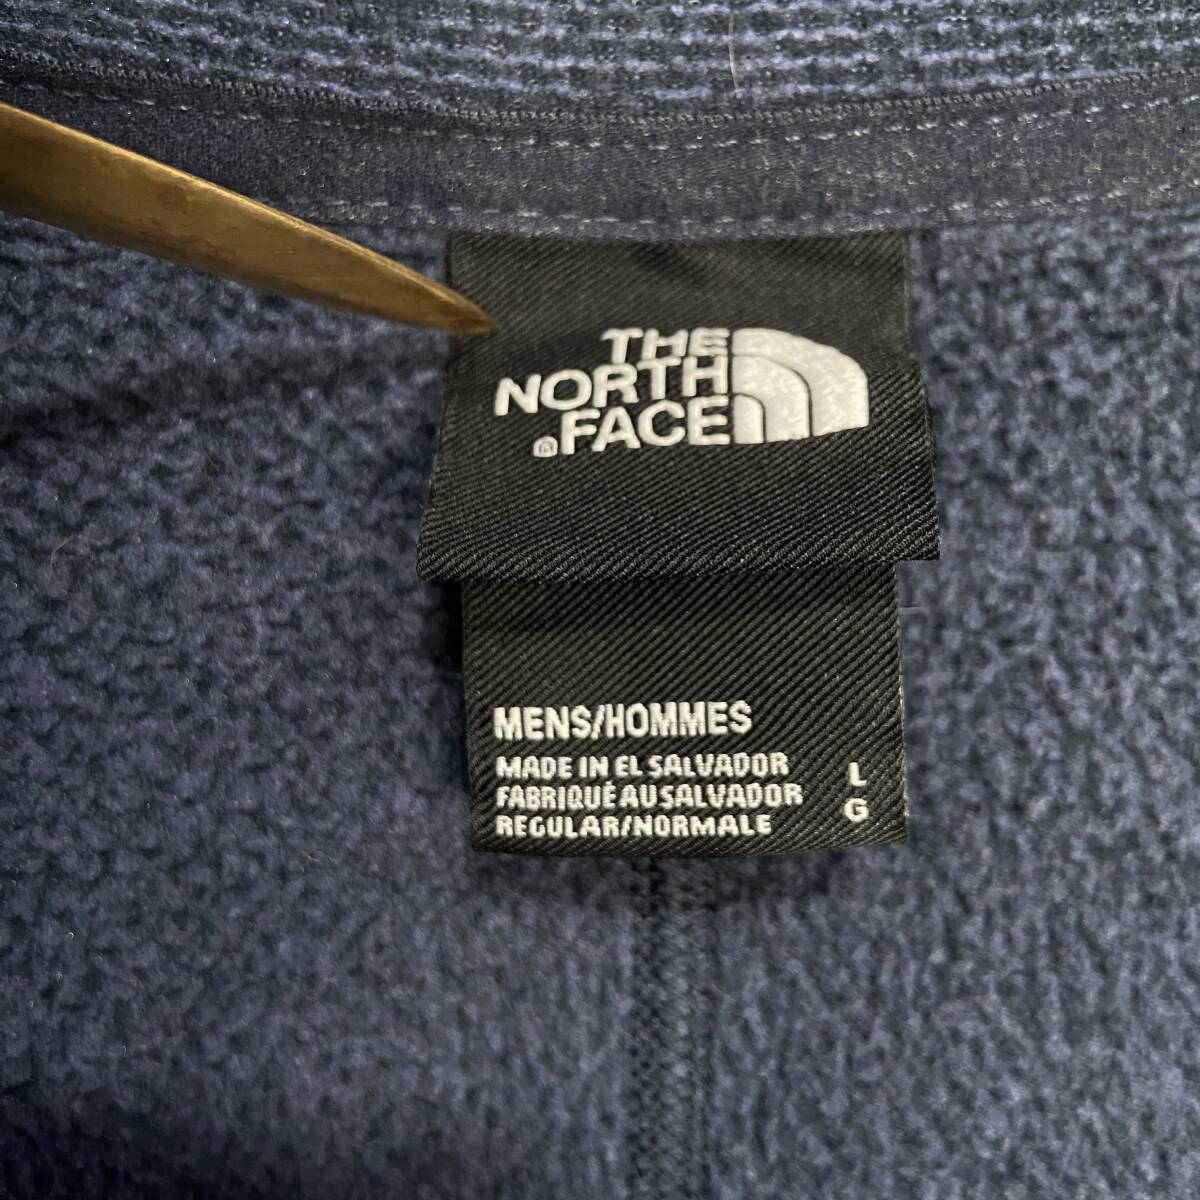 THE
NORTH
®FACE
MENS/HOMMES
MADE IN EL SALVADOR
FABRIQUÉ AU SALVADOR
REGULAR/NORMALE
L
G